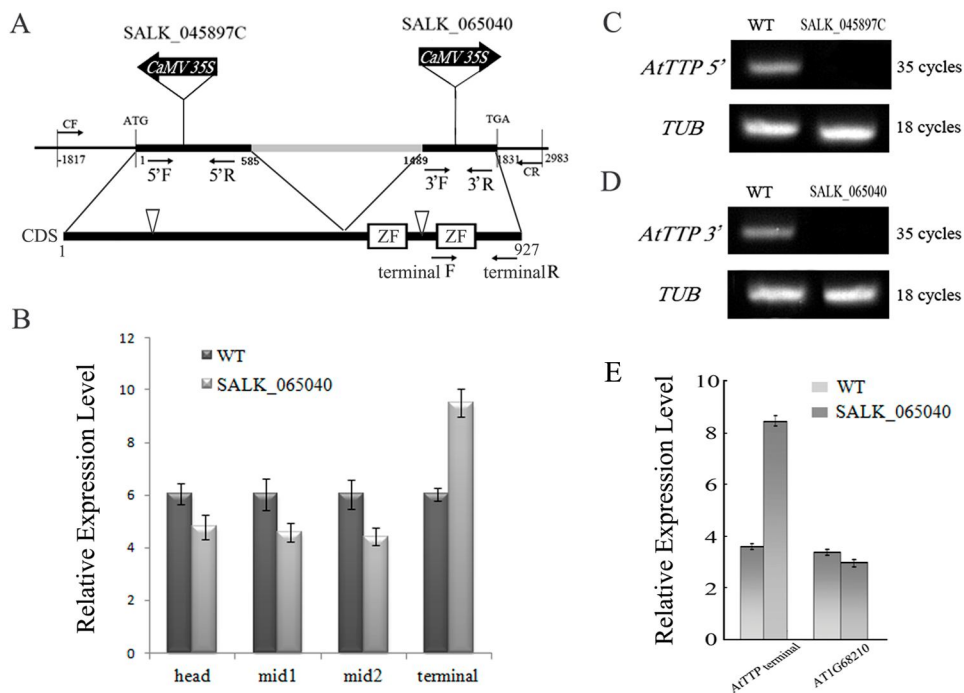 A
SALK_045897C
SALK_065040
CaMV 35S
CaMV 35S
CF
ATG
TGA
-1817
1
585
1489
1831
2983
5'F
5'R
3'F
3'R
CR
CDS
ZF
ZF
1
927
terminal F
terminal R
B
Relative Expression Level
12
10
8
6
4
2
0
WT
SALK_065040
head
mid1
mid2
terminal
C
WT
SALK_045897C
AtTTP 5’
35 cycles
TUB
18 cycles
D
WT
SALK_065040
AtTTP 3’
35 cycles
TUB
18 cycles
E
Relative Expression Level
10
8
6
4
2
0
WT
SALK_065040
AtTTP terminal
AT1G68210